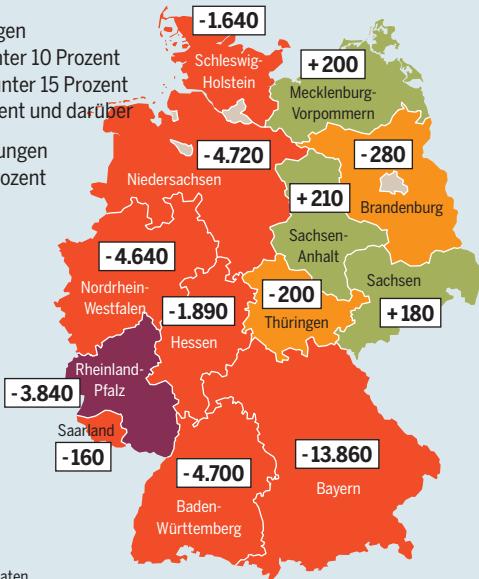 gen
nter 10 Prozent
unter 15 Prozent
ent und darüber
ungen
rozent
-1.640
Schleswig-
Holstein
+200
Mecklenburg-
Vorpommern
-4.720
Niedersachsen
-280
Brandenburg
+210
Sachsen-
Anhalt
-4.640
Nordrhein-
Westfalen
Sachsen
+180
-200
Thüringen
-1.890
Hessen
Rheinland-
Pfalz
-3.840
Saarland
-160
-4.700
Baden-
Württemberg
-13.860
Bayern
aten